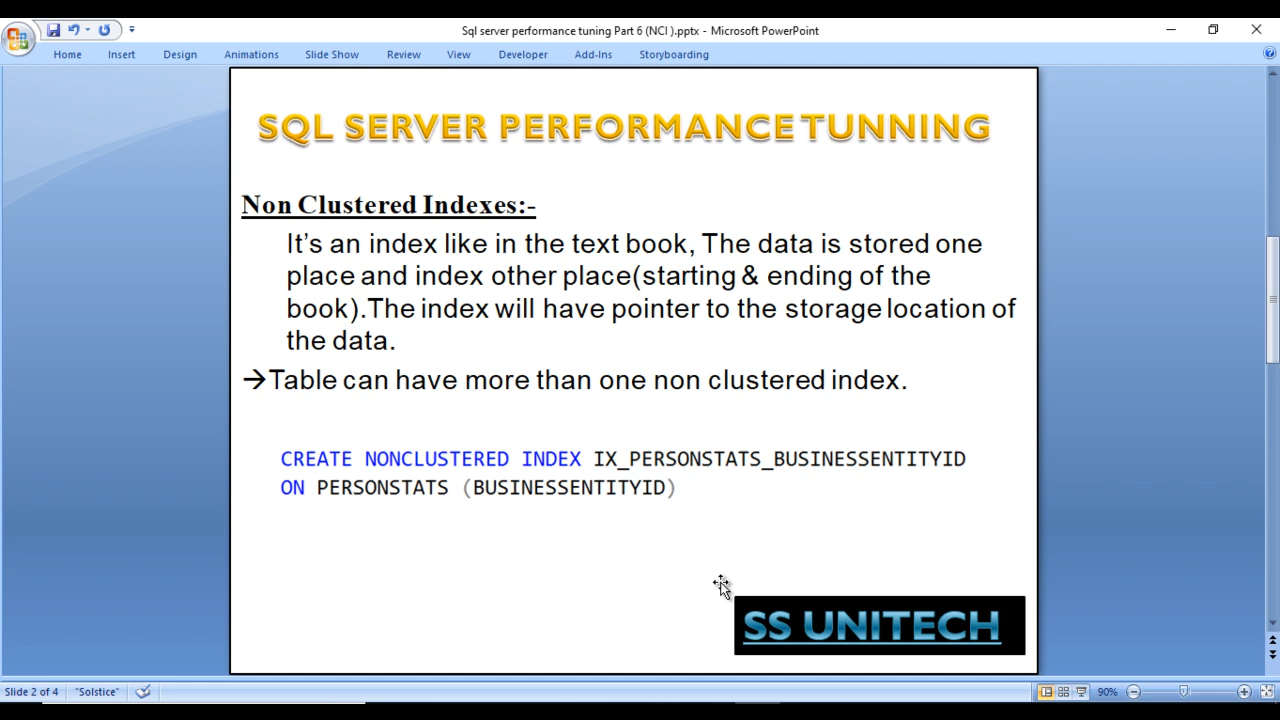 Sql server performance tuning Part 6 (NCI ).pptx - Microsoft PowerPoint
Home Insert Design Animations Slide Show Review View Developer Add-Ins Storyboarding
SQL SERVER PERFORMANCE TUNNING
Non Clustered Indexes:-
It's an index like in the text book, The data is stored one
place and index other place(starting & ending of the
book).The index will have pointer to the storage location of
the data.
→Table can have more than one non clustered index.
CREATE NONCLUSTERED INDEX IX_PERSONSTATS_BUSINESSENTITYID
ON PERSONSTATS (BUSINESSENTITYID)
SS UNITECH
Slide 2 of 4 "Solstice" 90%